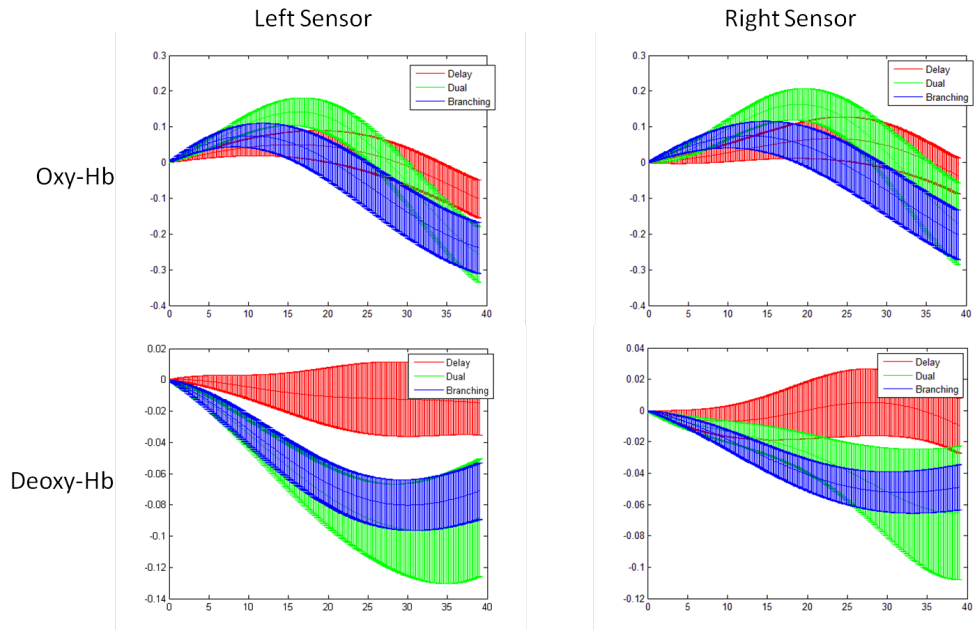 Left Sensor
Right Sensor
Oxy-Hb
0.3
0.2
0.1
0
-0.1
-0.2
-0.3
-0.4
0 5 10 15 20 25 30 35 40
Delay
Dual
Branching
0.3
0.2
0.1
0
-0.1
-0.2
-0.3
-0.4
0 5 10 15 20 25 30 35 40
Delay
Dual
Branching
Deoxy-Hb
0.02
0
-0.02
-0.04
-0.06
-0.08
-0.1
-0.12
-0.14
0 5 10 15 20 25 30 35 40
Delay
Dual
Branching
0.04
0.02
0
-0.02
-0.04
-0.06
-0.08
-0.1
-0.12
0 5 10 15 20 25 30 35 40
Delay
Dual
Branching